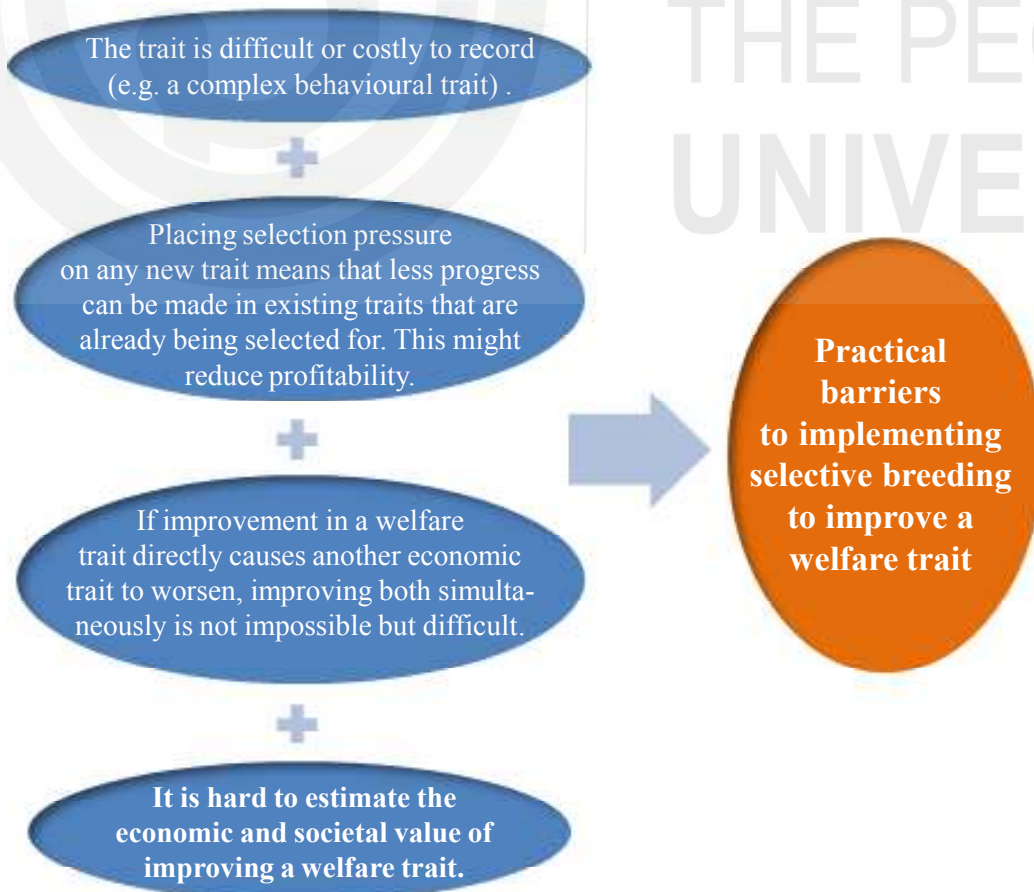 The trait is difficult or costly to record
(e.g. a complex behavioural trait) .
Placing selection pressure
on any new trait means that less progress
can be made in existing traits that are
already being selected for. This might
reduce profitability.
If improvement in a welfare
trait directly causes another economic
trait to worsen, improving both simulta-
neously is not impossible but difficult.
It is hard to estimate the
economic and societal value of
improving a welfare trait.
Practical
barriers
to implementing
selective breeding
to improve a
welfare trait
THE PEO
UNIVE